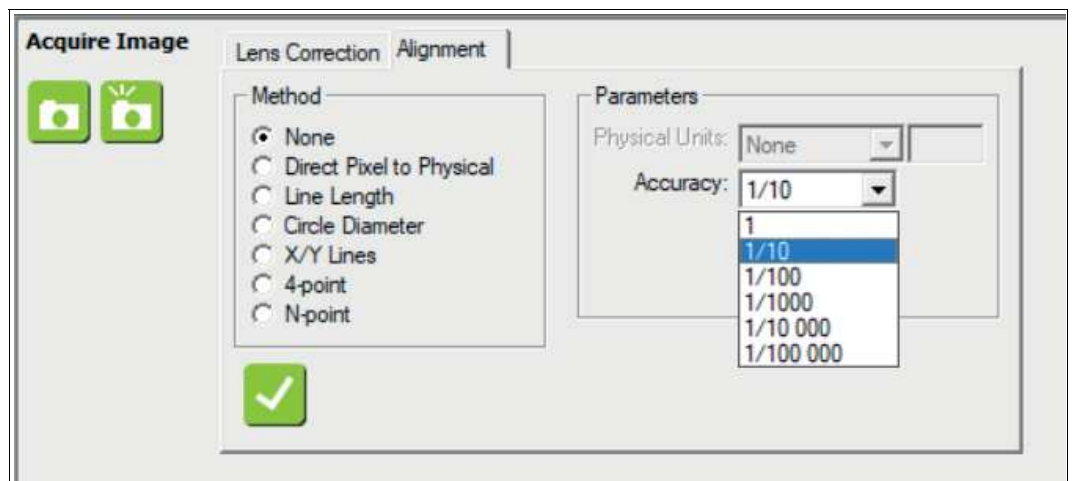 Acquire Image
Lens Correction
Alignment
Method
None
Direct Pixel to Physical
Line Length
Circle Diameter
X/Y Lines
4-point
N-point
Parameters
Physical Units: None
Accuracy: 1/10
1
1/10
1/100
1/1000
1/10 000
1/100 000